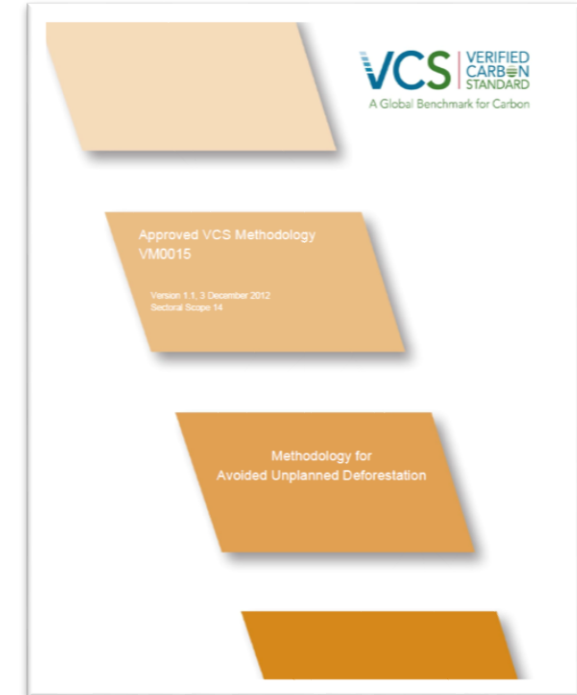 VCS VERIFIED
CARBON
STANDARD
A Global Benchmark for Carbon
Approved VCS Methodology
VM0015
Version 1.1, 3 December 2012
Sectoral Scope 14
Methodology for
Avoided Unplanned Deforestation